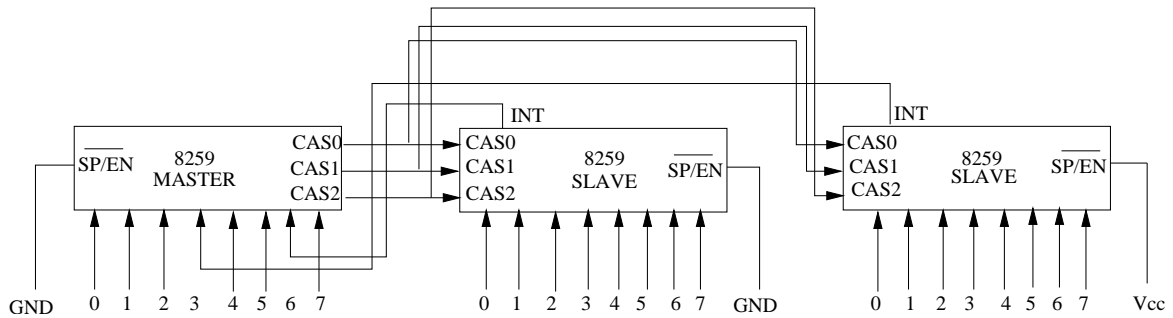 INT
INT
SP/EN
8259
MASTER
CAS0
CAS1
CAS2
CAS0
CAS1
CAS2
8259
SLAVE
SP/EN
CAS0
CAS1
CAS2
8259
SLAVE
SP/EN
GND
0 1 2 3 4 5 6 7
0 1 2 3 4 5 6 7
GND
0 1 2 3 4 5 6 7
Vcc